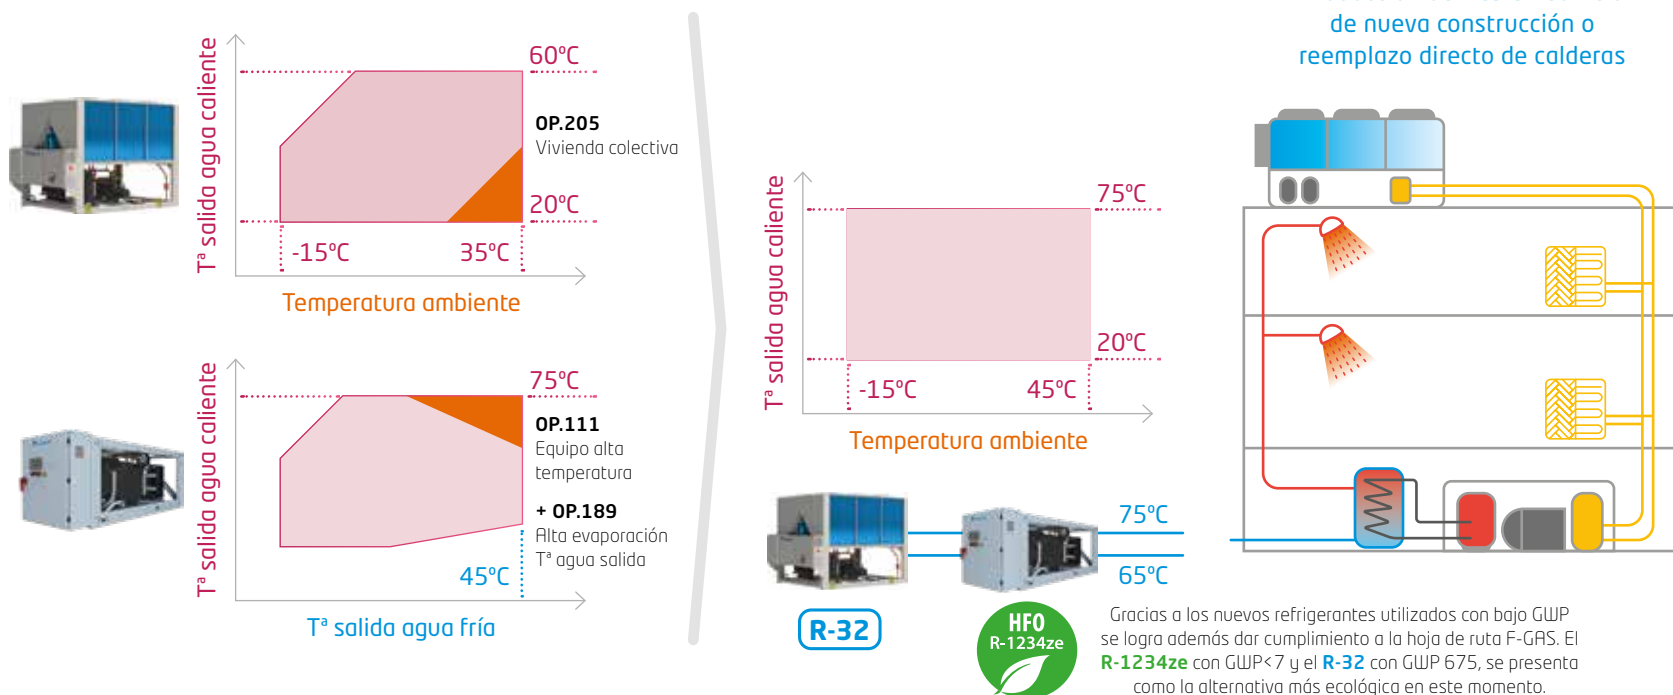 de nueva construcción o
reemplazo directo de calderas
Tª salida agua caliente
60ºC
OP.205
Vivienda colectiva
20ºC
-15ºC
35ºC
Temperatura ambiente
Tª salida agua caliente
75ºC
OP.111
Equipo alta
temperatura
+ OP.189
Alta evaporación
Tª agua salida
45ºC
Tª salida agua fría
Tª salida agua caliente
75ºC
20ºC
-15ºC
45ºC
Temperatura ambiente
75ºC
65ºC
R-32
HFO
R-1234ze
Gracias a los nuevos refrigerantes utilizados con bajo GWP
se logra además dar cumplimiento a la hoja de ruta F-GAS. El
R-1234ze con GWP<7 y el R-32 con GWP 675, se presenta
como la alternativa más ecológica en este momento.